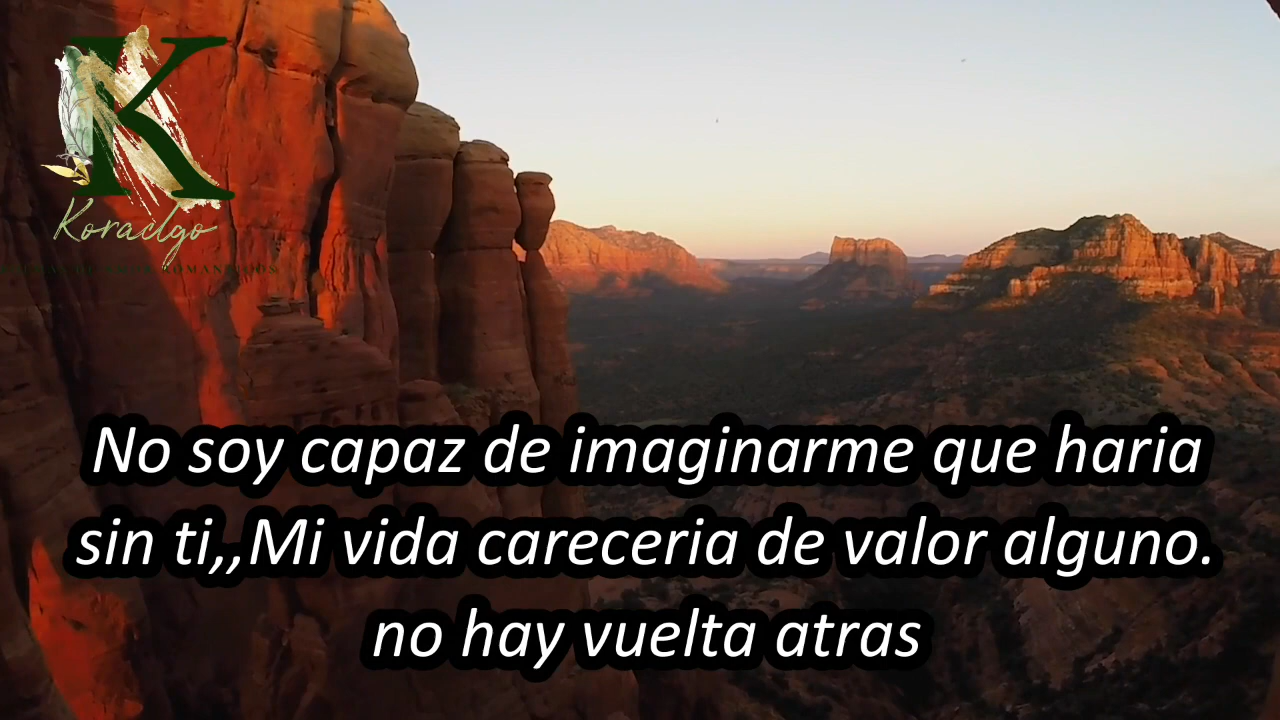 K
Koraclgo
No soy capaz de imaginarme que haria
sin ti,,Mi vida careceria de valor alguno.
no hay vuelta atras